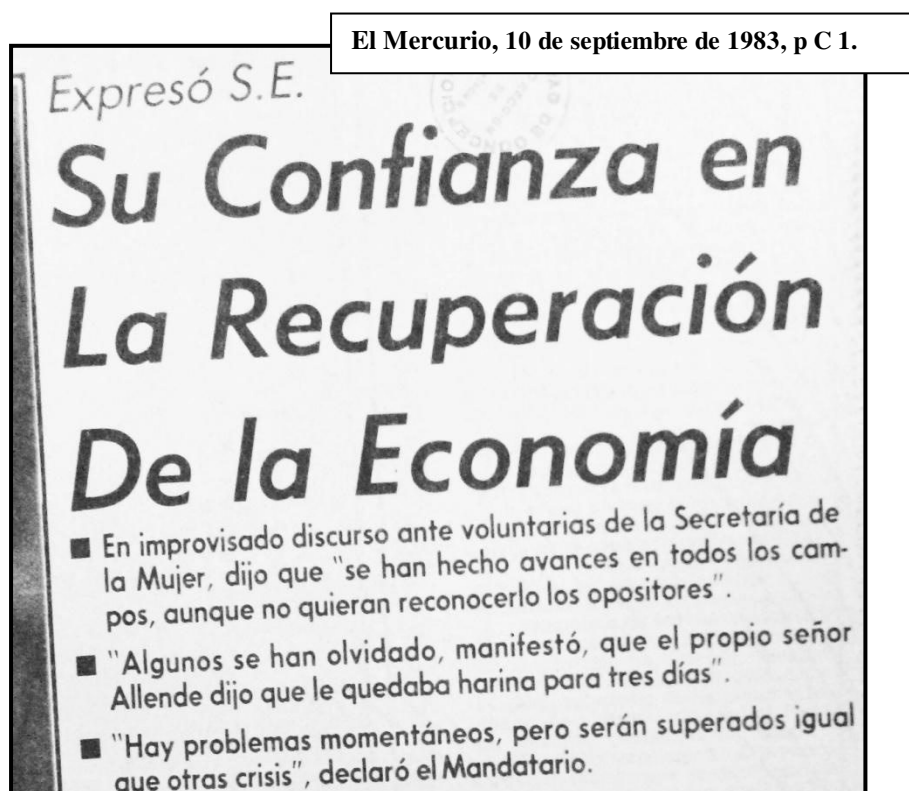 El Mercurio, 10 de septiembre de 1983, p C 1.
Expresó S.E.
Su Confianza en
La Recuperación
De la Economía
■ En improvisado discurso ante voluntarias de la Secretaría de
la Mujer, dijo que "se han hecho avances en todos los cam-
pos, aunque no quieran reconocerlo los opositores".
■ "Algunos se han olvidado, manifestó, que el propio señor
Allende dijo que le quedaba harina para tres días".
■ "Hay problemas momentáneos, pero serán superados igual
que otras crisis", declaró el Mandatario.